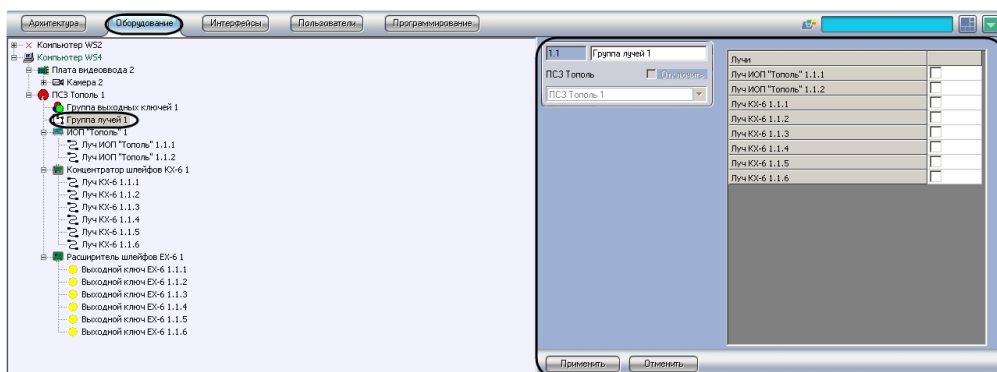 Архитектура Оборудование Интерфейсы Пользователи Программирование
Компьютер WS2
Компьютер WS4
Плата видеоввода 2
Камера 2
ПСЗ Тополь 1
Группа выходных ключей 1
Группа лучей 1
ИОП "Тополь" 1
Луч ИОП "Тополь" 1.1.1
Луч ИОП "Тополь" 1.1.2
Концентратор шлейфов КХ-6 1
Луч КХ-6 1.1.1
Луч КХ-6 1.1.2
Луч КХ-6 1.1.3
Луч КХ-6 1.1.4
Луч КХ-6 1.1.5
Луч КХ-6 1.1.6
Расширитель шлейфов ЕХ-6 1
Выходной ключ ЕХ-6 1.1.1
Выходной ключ ЕХ-6 1.1.2
Выходной ключ ЕХ-6 1.1.3
Выходной ключ ЕХ-6 1.1.4
Выходной ключ ЕХ-6 1.1.5
Выходной ключ ЕХ-6 1.1.6
1.1 Группа лучей 1
ПСЗ Тополь Отключить
ПСЗ Тополь 1
Лучи
Луч ИОП "Тополь" 1.1.1
Луч ИОП "Тополь" 1.1.2
Луч КХ-6 1.1.1
Луч КХ-6 1.1.2
Луч КХ-6 1.1.3
Луч КХ-6 1.1.4
Луч КХ-6 1.1.5
Луч КХ-6 1.1.6
Применить Отменить